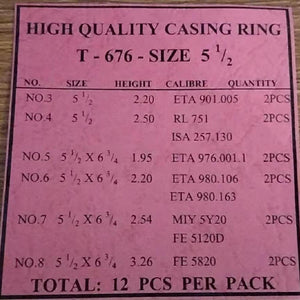 HIGH QUALITY CASING RING
T - 676 - SIZE 5 1/2
NO. SIZE HEIGHT CALIBRE QUANTITY
NO.3 5 1/2 2.20 ETA 901.005 2PCS
NO.4 5 1/2 2.50 RL 751 2PCS
ISA 257.130
NO.5 5 1/2 X 6 3/4 1.95 ETA 976.001.1 2PCS
NO.6 5 1/2 X 6 3/4 2.20 ETA 980.106 2PCS
ETA 980.163
NO.7 5 1/2 X 6 3/4 2.54 MIY 5Y20 2PCS
FE 5120D
NO.8 5 1/2 X 6 3/4 3.26 FE 5820 2PCS
TOTAL: 12 PCS PER PACK